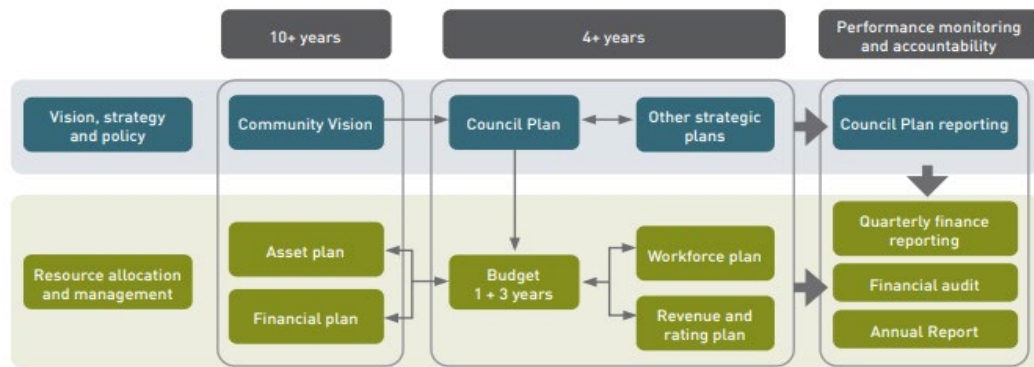 10+ years
4+ years
Performance monitoring
and accountability
Vision, strategy
and policy
Community Vision
Council Plan
Other strategic
plans
Council Plan reporting
Resource allocation
and management
Asset plan
Financial plan
Budget
1 + 3 years
Workforce plan
Revenue and
rating plan
Quarterly finance
reporting
Financial audit
Annual Report